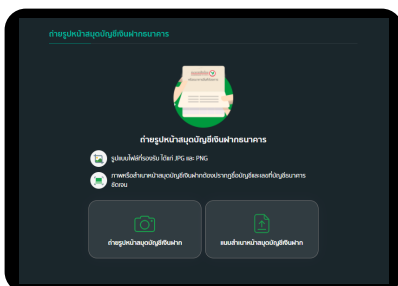 ถ่ายรูปหน้าสมุดบัญชีเงินฝากธนาคาร
ถ่ายรูปหน้าสมุดบัญชีเงินฝากธนาคาร
รูปแบบไฟล์ที่รองรับ ได้แก่ JPG และ PNG
ภาพหรือสำเนาหน้าสมุดบัญชีเงินฝากต้องปรากฏชื่อบัญชีและเลขที่บัญชีธนาคาร
ชัดเจน
ถ่ายรูปหน้าสมุดบัญชีเงินฝาก
แนบสำเนาหน้าสมุดบัญชีเงินฝาก